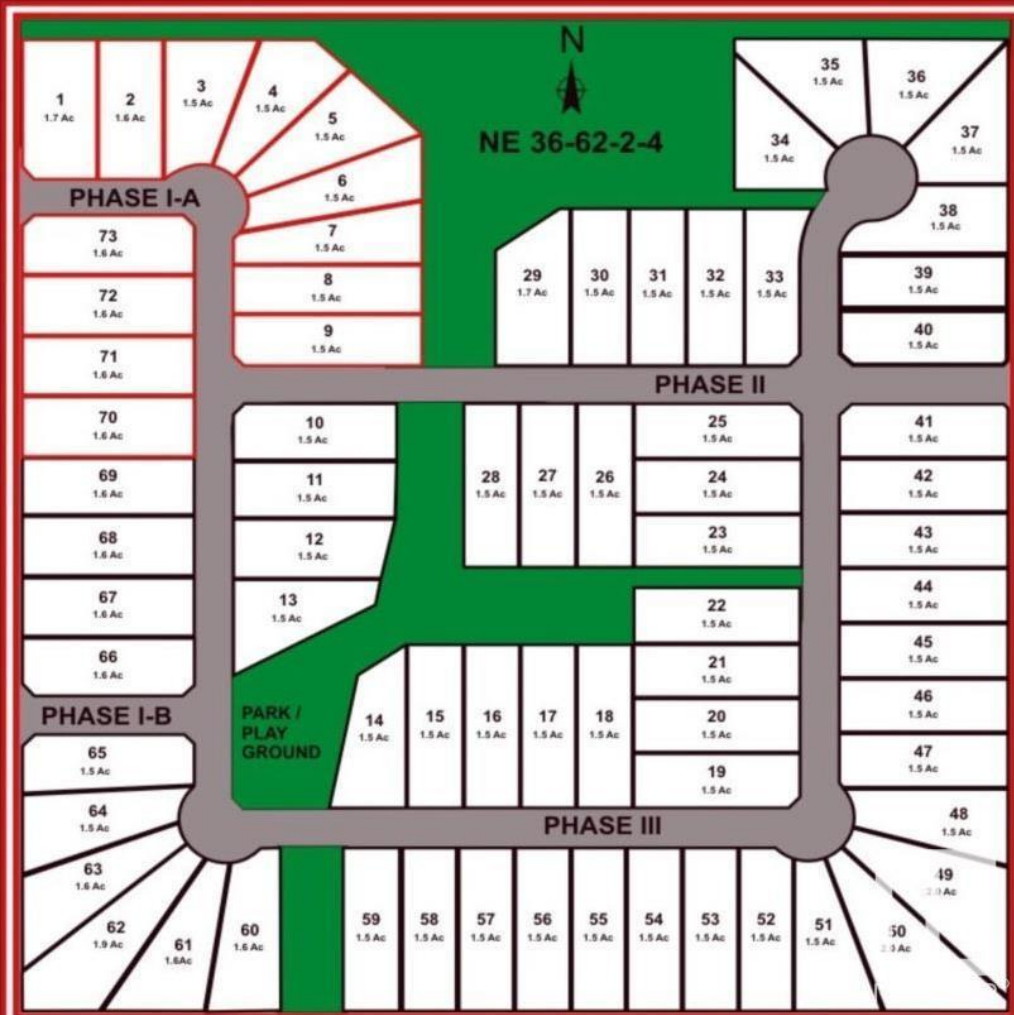 N
NE 36-62-2-4
1
1.7 Ac
2
1.6 Ac
3
1.5 Ac
4
1.5 Ac
5
1.5 Ac
6
1.5 Ac
7
1.5 Ac
8
1.5 Ac
9
1.5 Ac
35
1.5 Ac
36
1.5 Ac
34
1.5 Ac
37
1.5 Ac
38
1.5 Ac
39
1.5 Ac
40
1.5 Ac
PHASE I-A
73
1.6 Ac
72
1.6 Ac
71
1.6 Ac
70
1.6 Ac
69
1.6 Ac
68
1.6 Ac
67
1.6 Ac
66
1.6 Ac
29
1.7 Ac
30
1.5 Ac
31
1.5 Ac
32
1.5 Ac
33
1.5 Ac
PHASE II
10
1.5 Ac
11
1.5 Ac
12
1.5 Ac
13
1.5 Ac
28
1.5 Ac
27
1.5 Ac
26
1.5 Ac
25
1.5 Ac
24
1.5 Ac
23
1.5 Ac
22
1.5 Ac
21
1.5 Ac
20
1.5 Ac
19
1.5 Ac
41
1.5 Ac
42
1.5 Ac
43
1.5 Ac
44
1.5 Ac
45
1.5 Ac
46
1.5 Ac
47
1.5 Ac
48
1.5 Ac
49
2.0 Ac
50
2.0 Ac
PHASE I-B
PARK /
PLAY
GROUND
14
1.5 Ac
15
1.5 Ac
16
1.5 Ac
17
1.5 Ac
18
1.5 Ac
PHASE III
65
1.5 Ac
64
1.5 Ac
63
1.6 Ac
62
1.9 Ac
61
1.6Ac
60
1.6 Ac
59
1.5 Ac
58
1.5 Ac
57
1.5 Ac
56
1.5 Ac
55
1.5 Ac
54
1.5 Ac
53
1.5 Ac
52
1.5 Ac
51
1.5 Ac